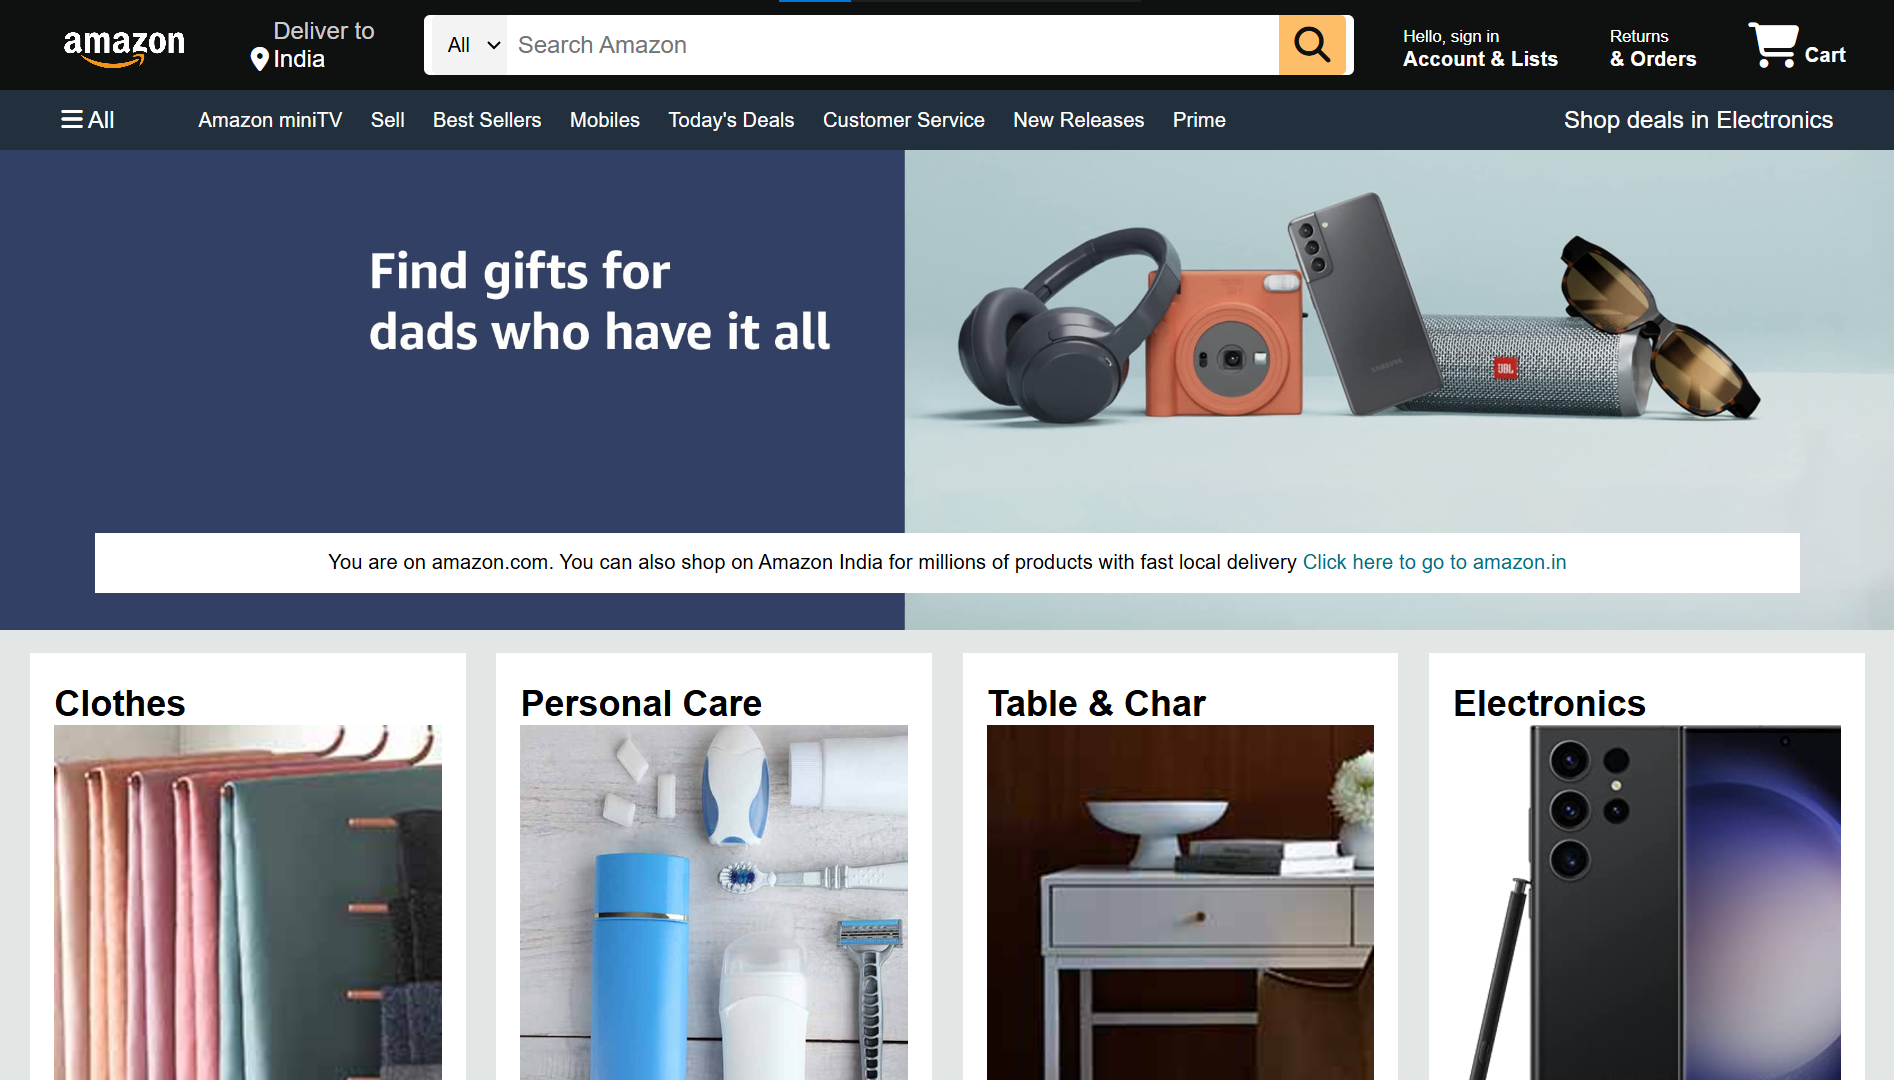 amazon
Deliver to
India
All
Search Amazon
Hello, sign in
Account & Lists
Returns
& Orders
Cart
All
Amazon miniTV
Sell
Best Sellers
Mobiles
Today's Deals
Customer Service
New Releases
Prime
Shop deals in Electronics
Find gifts for
dads who have it all
SAMSUNG
JBL
You are on amazon.com. You can also shop on Amazon India for millions of products with fast local delivery Click here to go to amazon.in
Clothes
Personal Care
Table & Char
Electronics